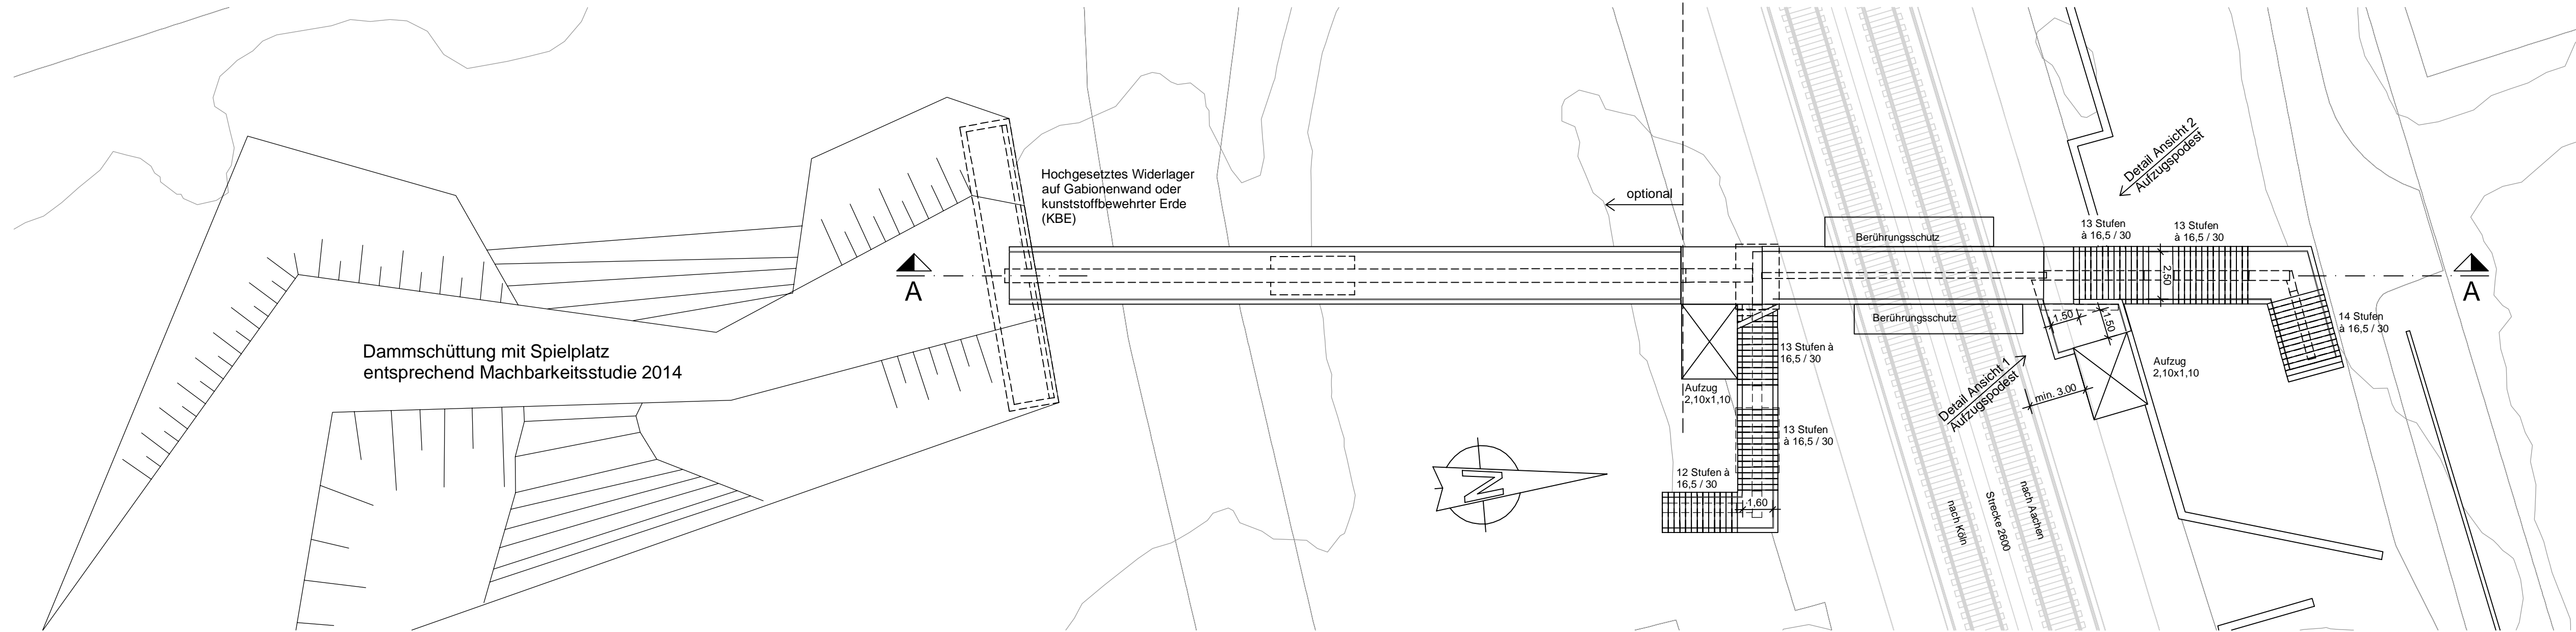 Hochgesetztes Widerlager
auf Gabionenwand oder
kunststoffbewehrter Erde
(KBE)
Dammschüttung mit Spielplatz
entsprechend Machbarkeitsstudie 2014
A
optional
Berührungsschutz
Berührungsschutz
Detail Ansicht 2
Aufzugspodest
13 Stufen
à 16,5 / 30
13 Stufen
à 16,5 / 30
2,50
A
14 Stufen
à 16,5 / 30
1,50
1,50
13 Stufen à
16,5 / 30
Aufzug
2,10x1,10
Detail Ansicht 1
Aufzugspodest
min. 3,00
Aufzug
2,10x1,10
13 Stufen
à 16,5 / 30
12 Stufen à
16,5 / 30
1,60
N
nach Köln
Strecke 2600
nach Aachen